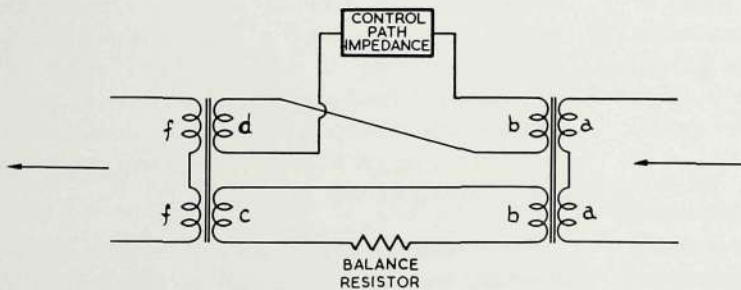 CONTROL
PATH
IMPEDANCE
f
d
b
a
f
c
b
a
BALANCE
RESISTOR